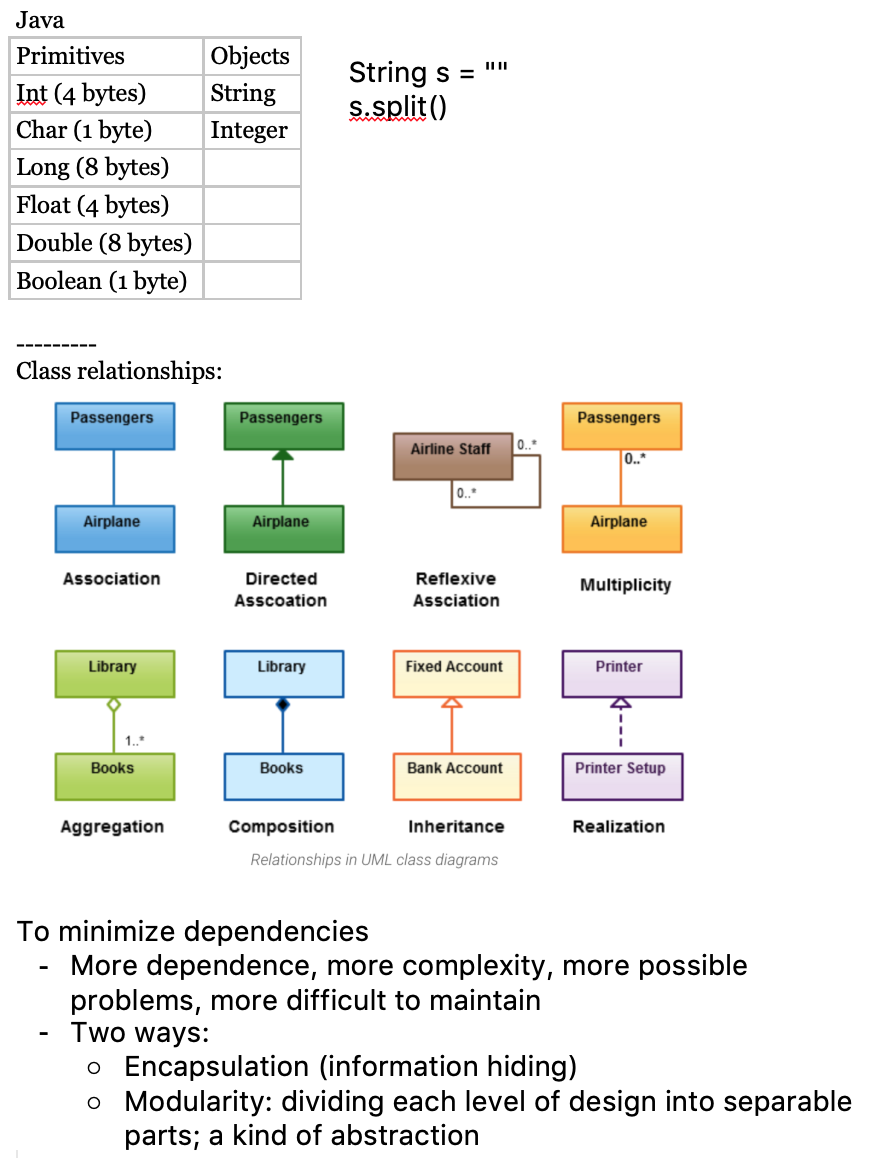 Java
Primitives Objects
Int (4 bytes) String
Char (1 byte) Integer
Long (8 bytes)
Float (4 bytes)
Double (8 bytes)
Boolean (1 byte)
String s = ""
s.split()
---------
Class relationships:
Passengers Passengers Airline Staff 0..* Passengers
0..* 0..*
Airplane Airplane Airplane
Association Directed Reflexive Multiplicity
Asscoation Assciation
Library Library Fixed Account Printer
1..*
Books Books Bank Account Printer Setup
Aggregation Composition Inheritance Realization
Relationships in UML class diagrams
To minimize dependencies
- More dependence, more complexity, more possible
problems, more difficult to maintain
- Two ways:
○ Encapsulation (information hiding)
○ Modularity: dividing each level of design into separable
parts; a kind of abstraction